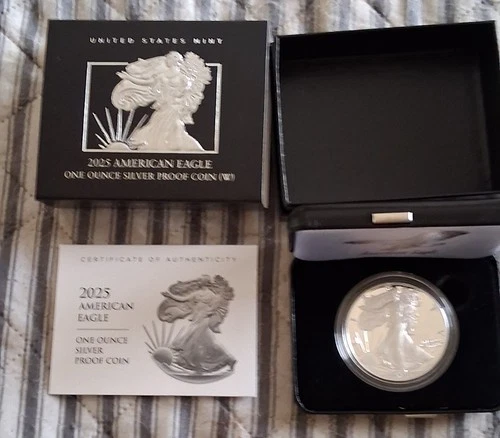 UNITED STATES MINT
2025 AMERICAN EAGLE
ONE OUNCE SILVER PROOF COIN (W)
CERTIFICATE OF AUTHENTICITY
2025
AMERICAN
EAGLE
ONE OUNCE
SILVER
PROOF COIN